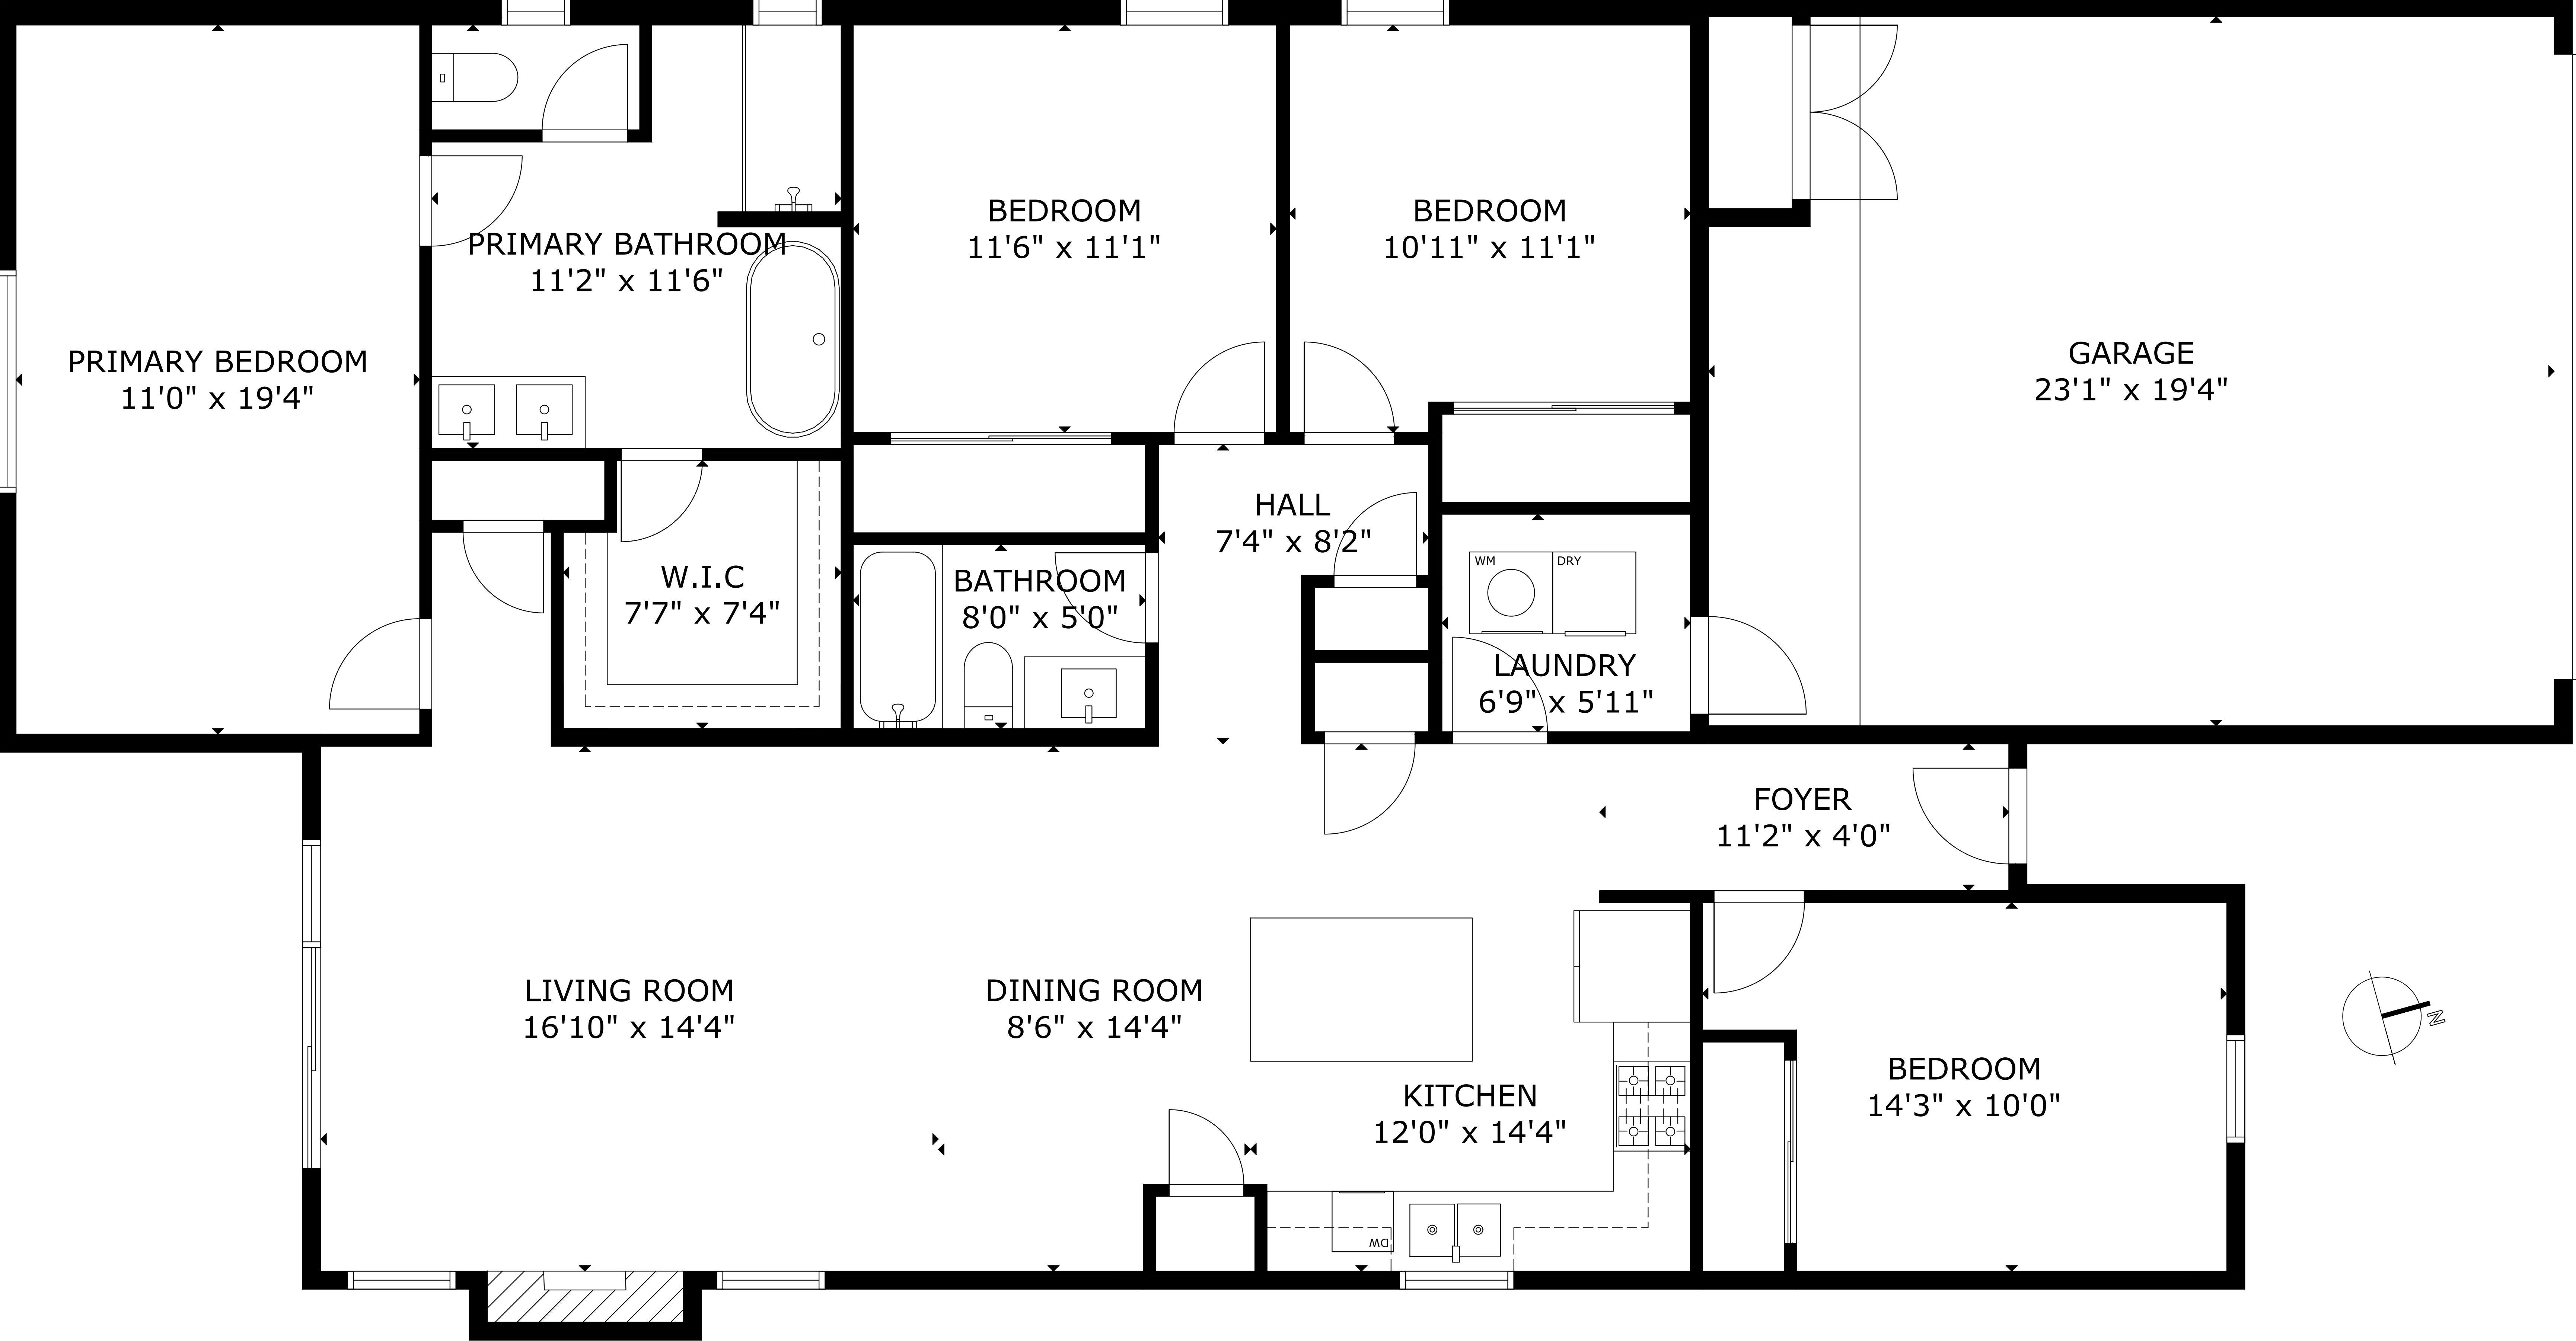 BEDROOM
11'6" x 11'1"
BEDROOM
10'11" x 11'1"
PRIMARY BATHROOM
11'2" x 11'6"
PRIMARY BEDROOM
11'0" x 19'4"
GARAGE
23'1" x 19'4"
HALL
7'4" x 8'2"
W.I.C
7'7" x 7'4"
BATHROOM
8'0" x 5'0"
WM
DRY
LAUNDRY
6'9" x 5'11"
FOYER
11'2" x 4'0"
LIVING ROOM
16'10" x 14'4"
DINING ROOM
8'6" x 14'4"
KITCHEN
12'0" x 14'4"
BEDROOM
14'3" x 10'0"
N
DW